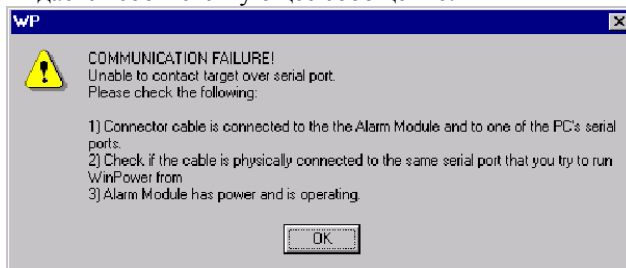 WP
COMMUNICATION FAILURE!
Unable to contact target over serial port.
Please check the following:
1) Connector cable is connected to the the Alarm Module and to one of the PC's serial
ports.
2) Check if the cable is physically connected to the same serial port that you try to run
WinPower from
3) Alarm Module has power and is operating.
OK